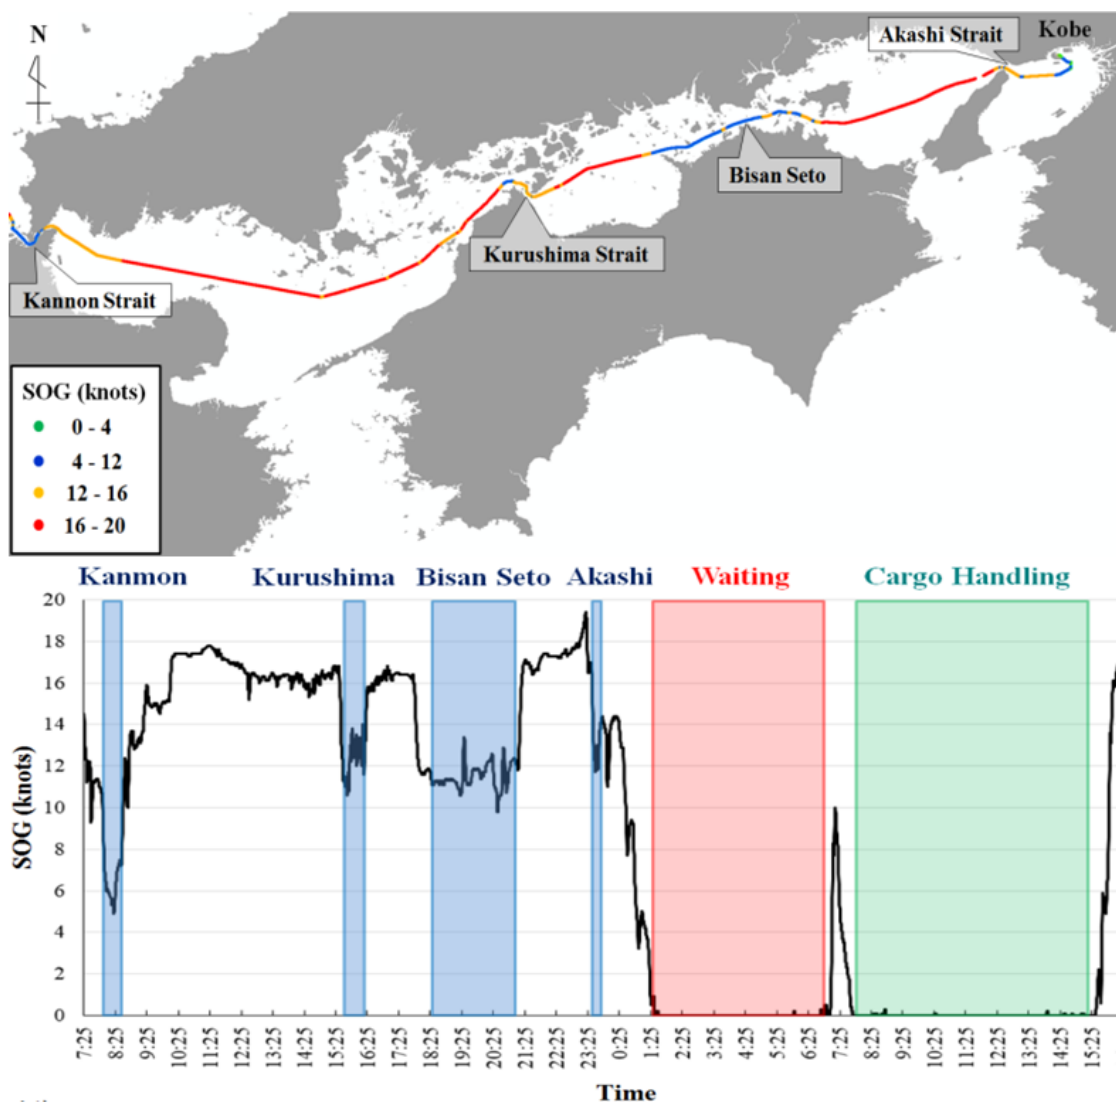 N
Akashi Strait
Kobe
Bisan Seto
Kurushima Strait
Kannon Strait
SOG (knots)
0 - 4
4 - 12
12 - 16
16 - 20
Kanmon Kurushima Bisan Seto Akashi Waiting Cargo Handling
SOG (knots)
20
18
16
14
12
10
8
6
4
2
0
7:25 8:25 9:25 10:25 11:25 12:25 13:25 14:25 15:25 16:25 17:25 18:25 19:25 20:25 21:25 22:25 23:25 0:25 1:25 2:25 3:25 4:25 5:25 6:25 7:25 8:25 9:25 10:25 11:25 12:25 13:25 14:25 15:25
Time